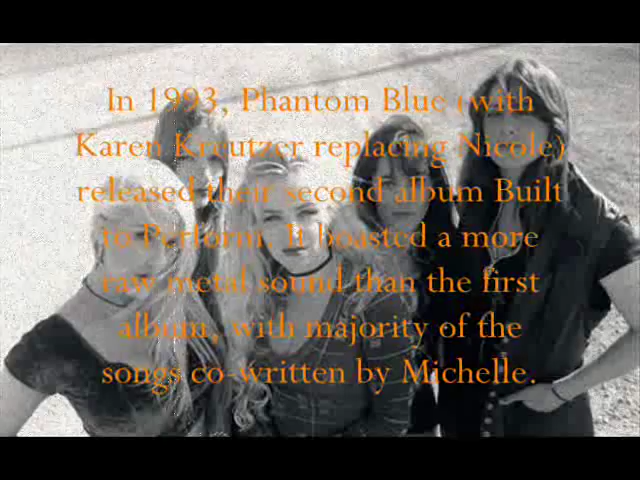 In 1993, Phantom Blue (with
Karen Kreutzer replacing Nicole)
released their second album Built
to Perform. It boasted a more
raw metal sound than the first
album, with majority of the
songs co-written by Michelle.